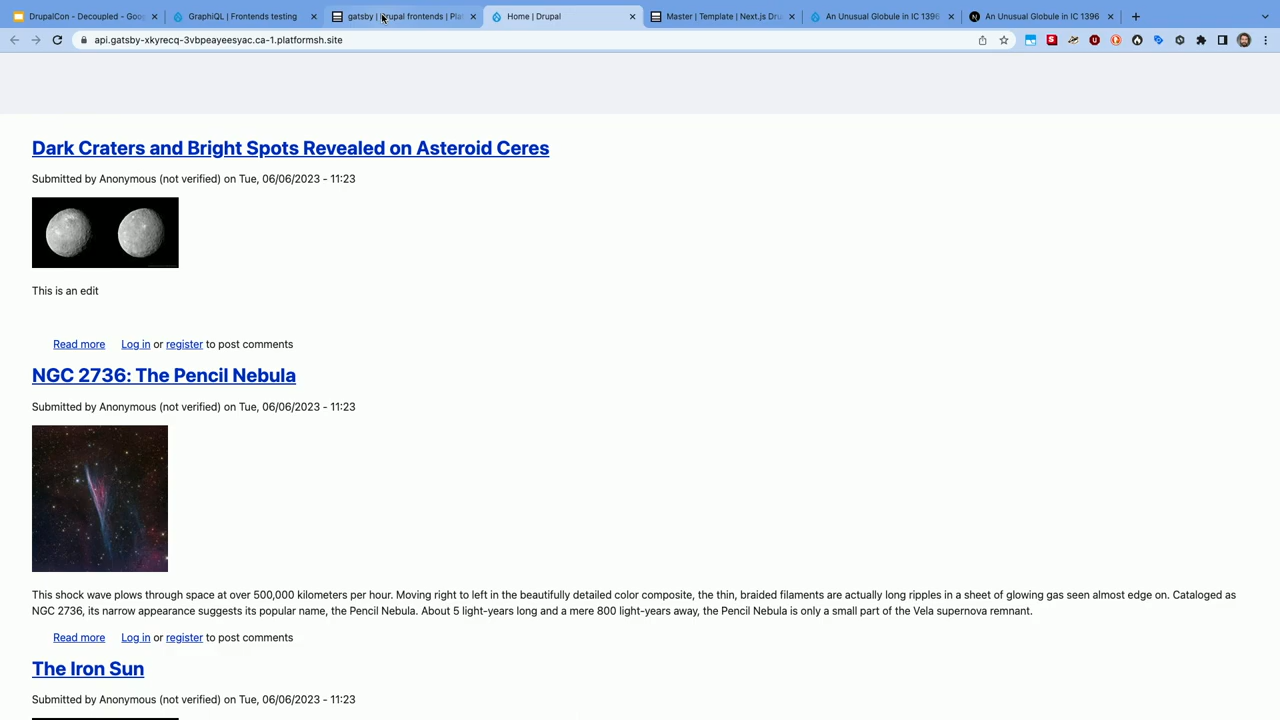 DrupalCon - Decoupled - Goo
GraphiQL | Frontends testing
gatsby | Drupal frontends | Pla
Home | Drupal
Master | Template | Next.js Dru
An Unusual Globule in IC 1396
An Unusual Globule in IC 1396
api.gatsby-xkyrecq-3vbpeayeesyac.ca-1.platformsh.site
Dark Craters and Bright Spots Revealed on Asteroid Ceres
Submitted by Anonymous (not verified) on Tue, 06/06/2023 - 11:23
This is an edit
Read more Log in or register to post comments
NGC 2736: The Pencil Nebula
Submitted by Anonymous (not verified) on Tue, 06/06/2023 - 11:23
This shock wave plows through space at over 500,000 kilometers per hour. Moving right to left in the beautifully detailed color composite, the thin, braided filaments are actually long ripples in a sheet of glowing gas seen almost edge on. Cataloged as
NGC 2736, its narrow appearance suggests its popular name, the Pencil Nebula. About 5 light-years long and a mere 800 light-years away, the Pencil Nebula is only a small part of the Vela supernova remnant.
Read more Log in or register to post comments
The Iron Sun
Submitted by Anonymous (not verified) on Tue, 06/06/2023 - 11:23